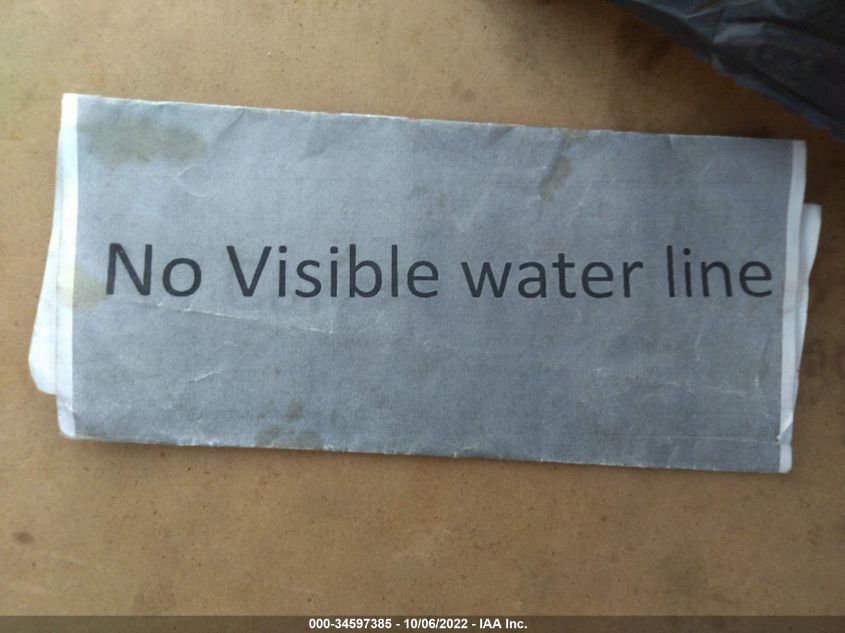 No Visible water line
000-34597385 - 10/06/2022 - IAA Inc.